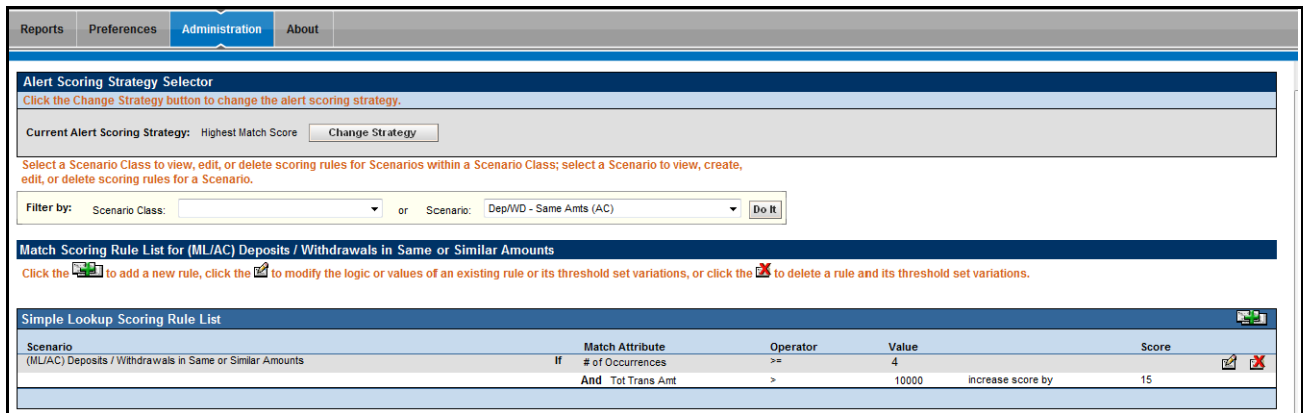 Reports Preferences Administration About
Alert Scoring Strategy Selector
Click the Change Strategy button to change the alert scoring strategy.
Current Alert Scoring Strategy: Highest Match Score Change Strategy
Select a Scenario Class to view, edit, or delete scoring rules for Scenarios within a Scenario Class; select a Scenario to view, create,
edit, or delete scoring rules for a Scenario.
Filter by: Scenario Class: or Scenario: Dep/WD - Same Amts (AC) Do It
Match Scoring Rule List for (ML/AC) Deposits / Withdrawals in Same or Similar Amounts
Click the to add a new rule, click the to modify the logic or values of an existing rule or its threshold set variations, or click the to delete a rule and its threshold set variations.
Simple Lookup Scoring Rule List
Scenario Match Attribute Operator Value Score
(ML/AC) Deposits / Withdrawals in Same or Similar Amounts If # of Occurrences >= 4
And Tot Trans Amt > 10000 increase score by 15